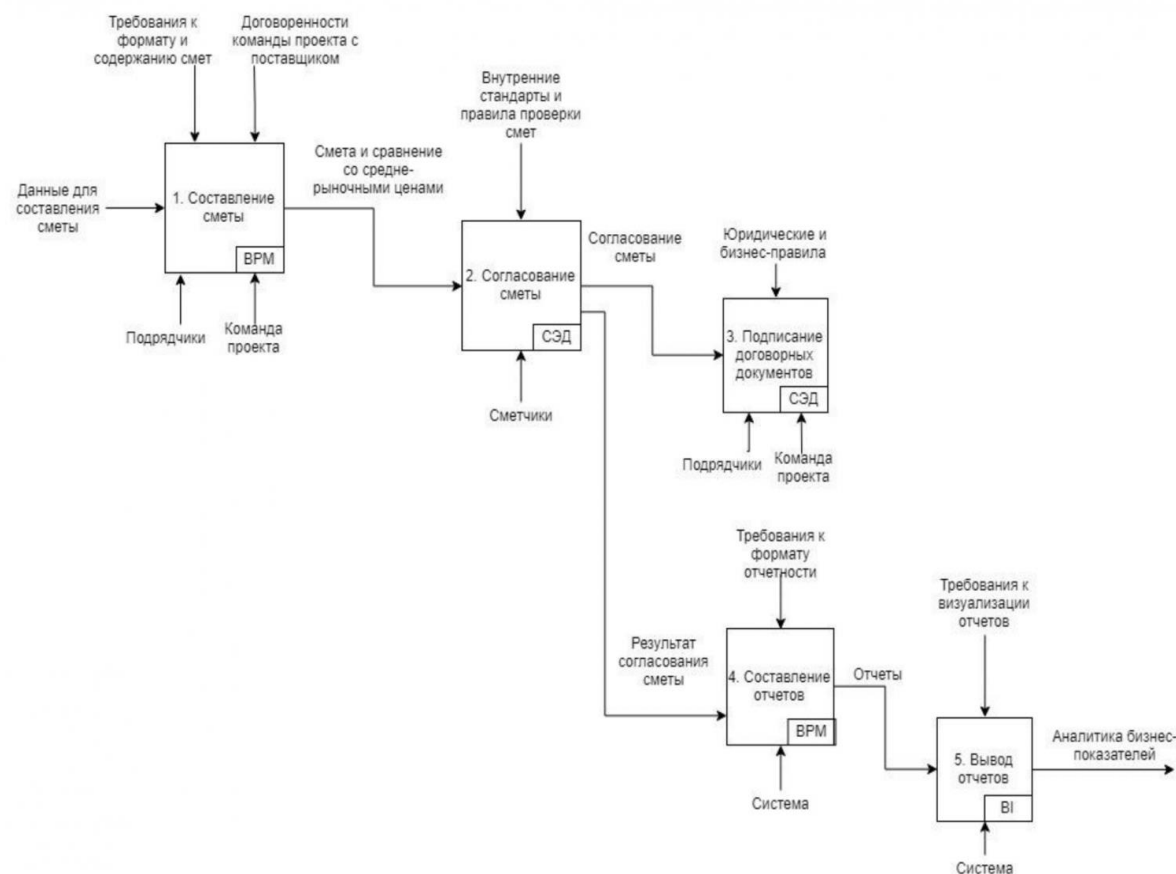 Требования к
формату и
содержанию смет
Договоренности
команды проекта с
поставщиком
Внутренние
стандарты и
правила проверки
смет
Данные для
составления
сметы
1. Составление
сметы
BPM
Подрядчики
Команда
проекта
Смета и сравнение
со средне-
рыночными ценами
2. Согласование
сметы
СЭД
Сметчики
Согласование
сметы
Юридические и
бизнес-правила
3. Подписание
договорных
документов
СЭД
Подрядчики
Команда
проекта
Результат
согласования
сметы
Требования к
формату
отчетности
4. Составление
отчетов
BPM
Система
Отчеты
Требования к
визуализации
отчетов
5. Вывод
отчетов
BI
Система
Аналитика бизнес-
показателей